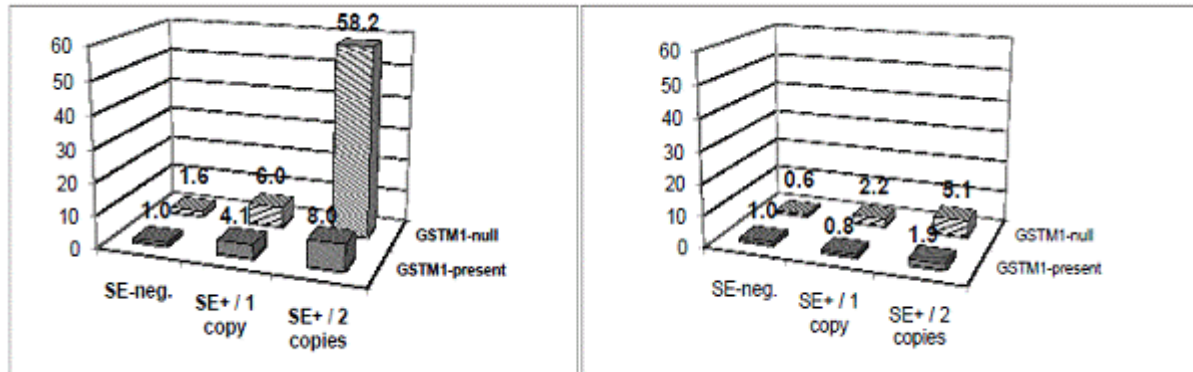 58.2
60
50
40
30
20
10
0
1.6
6.0
1.0
4.1
8.0
GSTM1-null
GSTM1-present
SE-neg.
SE+ / 1
copy
SE+ / 2
copies
60
50
40
30
20
10
0
0.6
2.2
5.1
1.0
0.8
1.9
GSTM1-null
GSTM1-present
SE-neg.
SE+ / 1
copy
SE+ / 2
copies